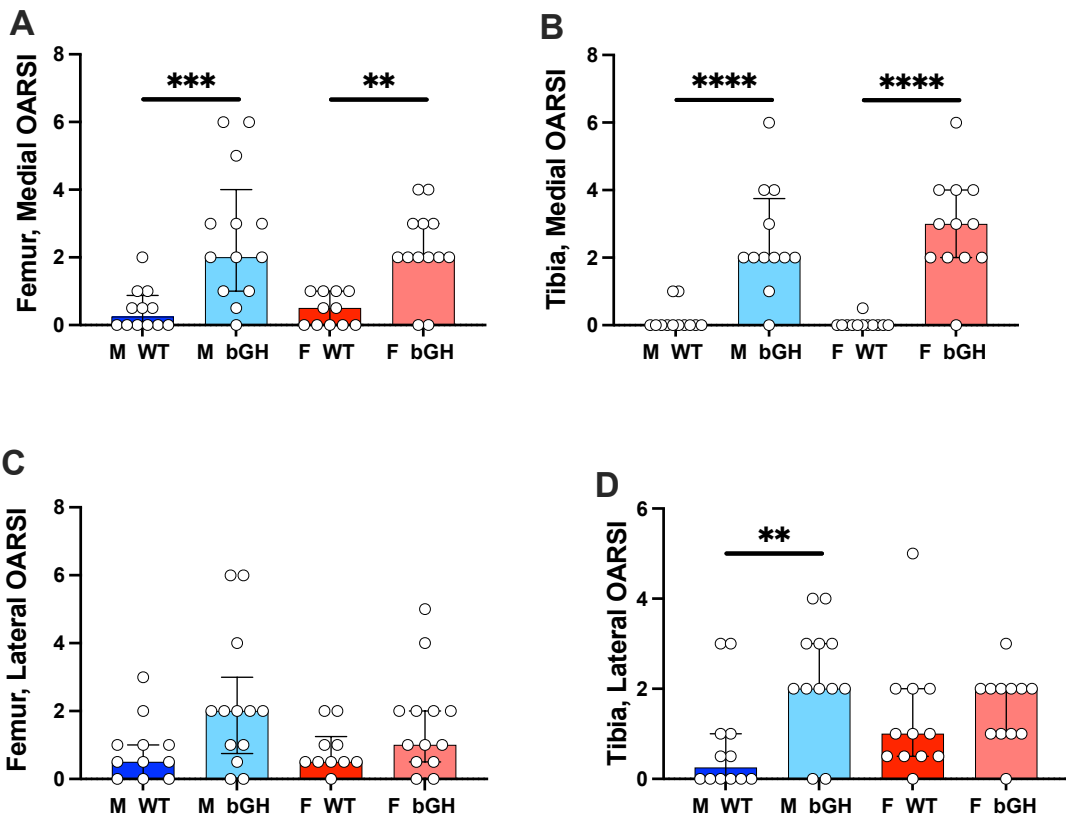 A
Femur, Medial OARSI
8
6
4
2
0
***
**
M WT
M bGH
F WT
F bGH
B
Tibia, Medial OARSI
8
6
4
2
0
****
****
M WT
M bGH
F WT
F bGH
C
Femur, Lateral OARSI
8
6
4
2
0
M WT
M bGH
F WT
F bGH
D
Tibia, Lateral OARSI
6
4
2
0
**
M WT
M bGH
F WT
F bGH